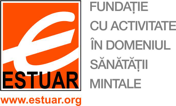 ESTUAR
www.estuar.org
FUNDAȚIE
CU ACTIVITATE
ÎN DOMENIUL
SĂNĂTĂȚII
MINTALE